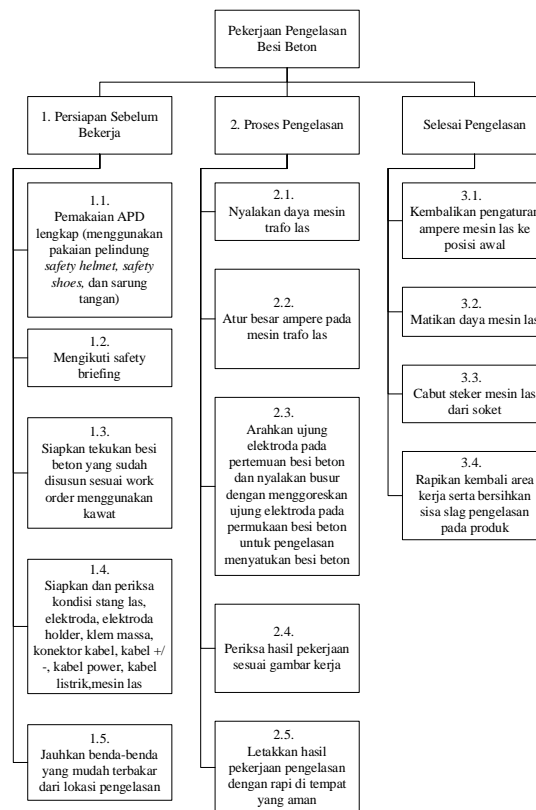 Pekerjaan Pengelasan
Besi Beton
1. Persiapan Sebelum
Bekerja
1.1.
Pemakaian APD
lengkap (menggunakan
pakaian pelindung
safety helmet, safety
shoes, dan sarung
tangan)
1.2.
Mengikuti safety
briefing
1.3.
Siapkan tekukan besi
beton yang sudah
disusun sesuai work
order menggunakan
kawat
1.4.
Siapkan dan periksa
kondisi stang las,
elektroda, elektroda
holder, klem massa,
konektor kabel, kabel +/
-, kabel power, kabel
listrik,mesin las
1.5.
Jauhkan benda-benda
yang mudah terbakar
dari lokasi pengelasan
2. Proses Pengelasan
2.1.
Nyalakan daya mesin
trafo las
2.2.
Atur besar ampere pada
mesin trafo las
2.3.
Arahkan ujung
elektroda pada
pertemuan besi beton
dan nyalakan busur
dengan menggoreskan
ujung elektroda pada
permukaan besi beton
untuk pengelasan
menyatukan besi beton
2.4.
Periksa hasil pekerjaan
sesuai gambar kerja
2.5.
Letakkan hasil
pekerjaan pengelasan
dengan rapi di tempat
yang aman
Selesai Pengelasan
3.1.
Kembalikan pengaturan
ampere mesin las ke
posisi awal
3.2.
Matikan daya mesin las
3.3.
Cabut steker mesin las
dari soket
3.4.
Rapikan kembali area
kerja serta bersihkan
sisa slag pengelasan
pada produk